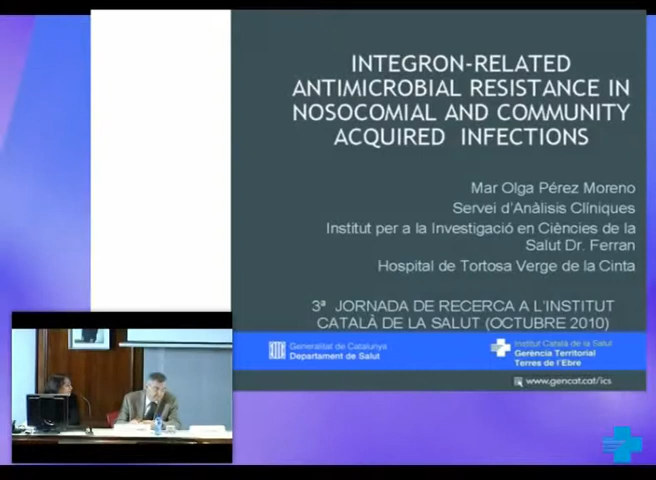 INTEGRON-RELATED
ANTIMICROBIAL RESISTANCE IN
NOSOCOMIAL AND COMMUNITY
ACQUIRED INFECTIONS
Mar Olga Pérez Moreno
Servei d'Anàlisis Clíniques
Institut per a la Investigació en Ciències de la
Salut Dr. Ferran
Hospital de Tortosa Verge de la Cinta
3ª JORNADA DE RECERCA A L'INSTITUT
CATALÀ DE LA SALUT (OCTUBRE 2010)
Generalitat de Catalunya
Departament de Salut
Institut Català de la Salut
Gerència Territorial
Terres de l'Ebre
www.gencat.cat/ics